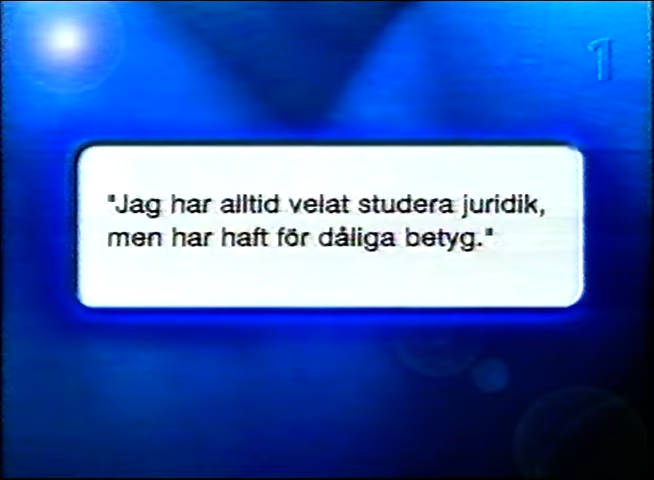 1
"Jag har alltid velat studera juridik,
men har haft för dåliga betyg."